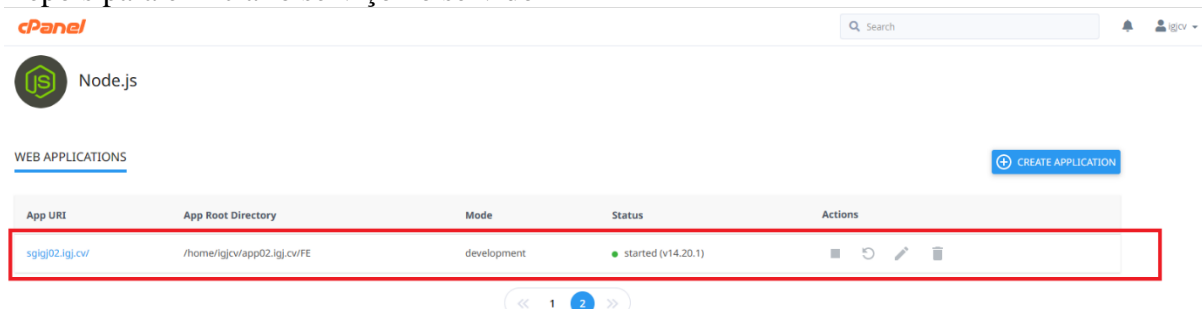 cPanel
Search
igjcv
JS
Node.js
WEB APPLICATIONS
CREATE APPLICATION
App URI App Root Directory Mode Status Actions
sgigj02.igj.cv/ /home/igjcv/app02.igj.cv/FE development started (v14.20.1)
<< 1 2 >>